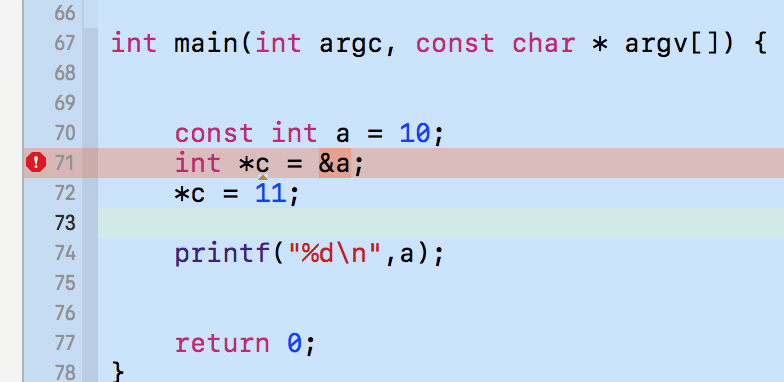 66
67 int main(int argc, const char * argv[]) {
68
69
70 const int a = 10;
71 int *c = &a;
72 *c = 11;
73
74 printf("%d\n",a);
75
76
77 return 0;
78 }